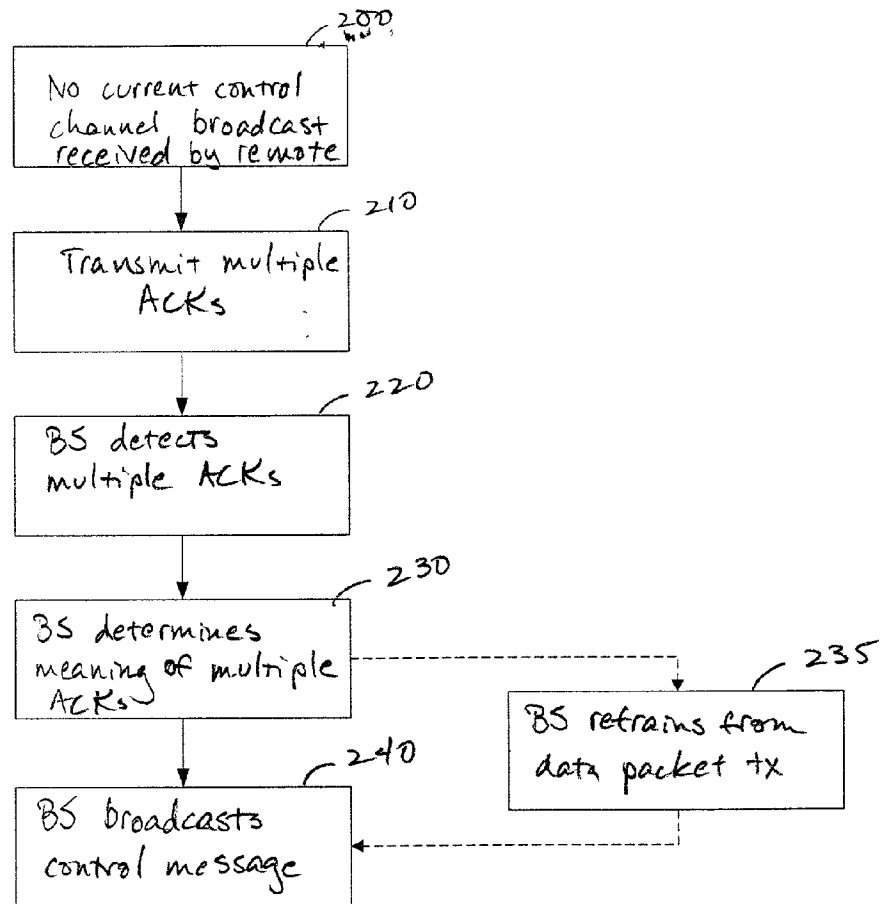 200
No current control
channel broadcast
received by remote
210
Transmit multiple
ACKs
220
BS detects
multiple ACKs
230
BS determines
meaning of multiple
ACKs
235
BS refrains from
data packet tx
240
BS broadcasts
control message